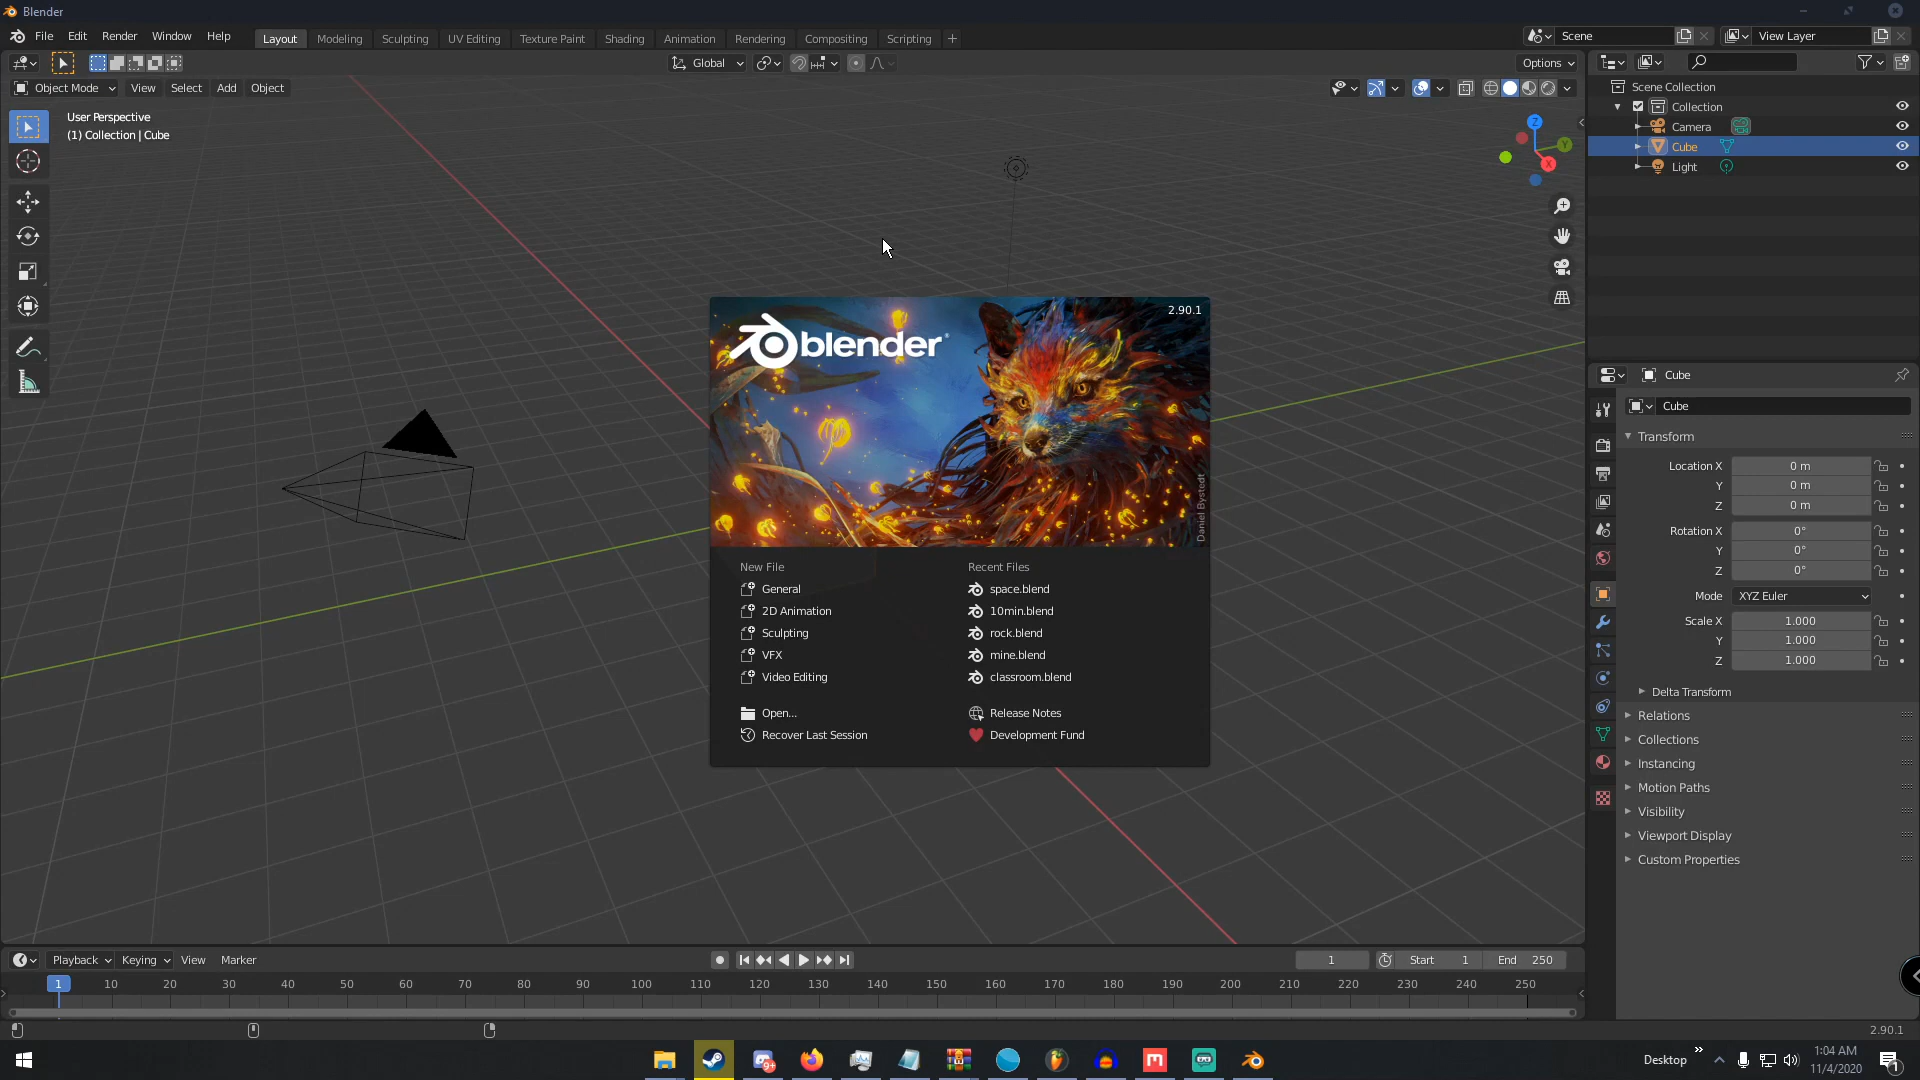 Blender
File Edit Render Window Help
Layout Modeling Sculpting UV Editing Texture Paint Shading Animation Rendering Compositing Scripting +
Scene
View Layer
Global
Options
Object Mode View Select Add Object
User Perspective
(1) Collection | Cube
Z
Y
X
Scene Collection
Collection
Camera
Cube
Light
2.90.1
blender
Daniel Bystedt
New File
General
2D Animation
Sculpting
VFX
Video Editing
Open...
Recover Last Session
Recent Files
space.blend
10min.blend
rock.blend
mine.blend
classroom.blend
Release Notes
Development Fund
Cube
Cube
Transform
Location X 0 m
Y 0 m
Z 0 m
Rotation X 0°
Y 0°
Z 0°
Mode XYZ Euler
Scale X 1.000
Y 1.000
Z 1.000
Delta Transform
Relations
Collections
Instancing
Motion Paths
Visibility
Viewport Display
Custom Properties
Playback Keying View Marker
1 Start 1 End 250
1 10 20 30 40 50 60 70 80 90 100 110 120 130 140 150 160 170 180 190 200 210 220 230 240 250
2.90.1
9+
Desktop
1:04 AM
11/4/2020
1